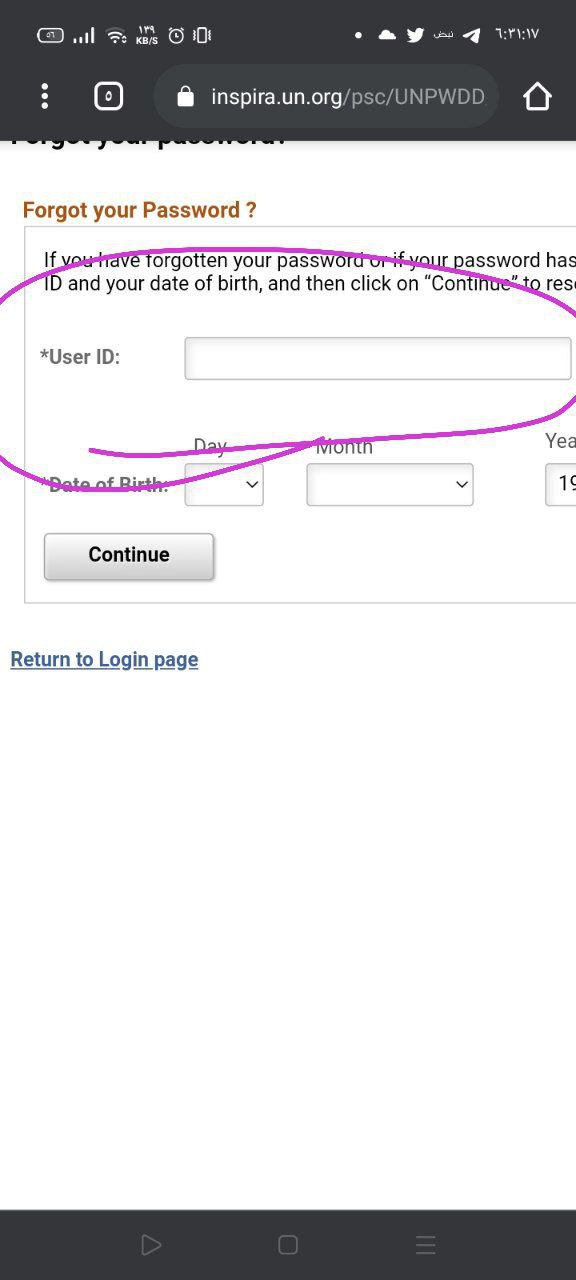 ٥٦ ١٣٩ KB/S نبض ٦:٣١:١٧
٥ inspira.un.org/psc/UNPWDD
Forgot your password?
Forgot your Password ?
If you have forgotten your password or if your password has
ID and your date of birth, and then click on “Continue” to res
*User ID:
Day Month Yea
*Date of Birth: 19
Continue
Return to Login page